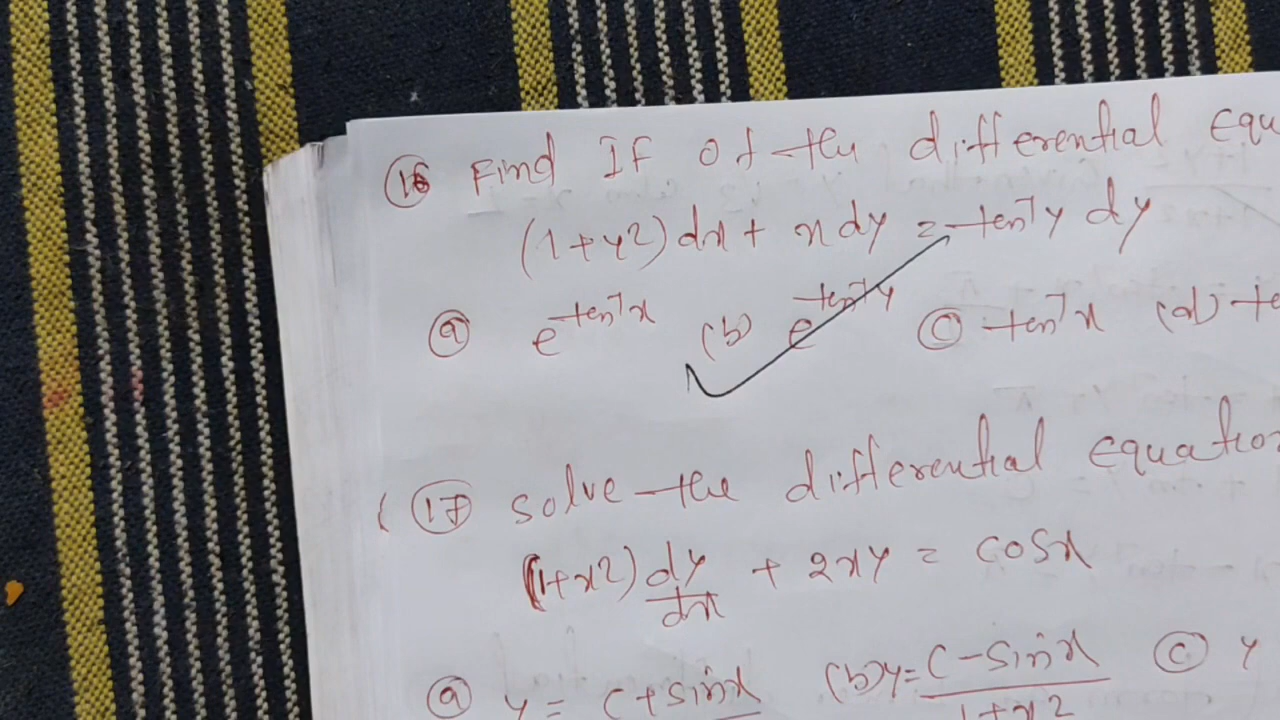 (16) Find IF of the differential Equ
(1+y2) dx + x dy = tan⁻¹y dy
(a) e^tan⁻¹x (b) e^tan⁻¹y (c) tan⁻¹x (d)
(17) solve the differential equation
(1+x2) dy/dx + 2xy = cosx
(a) y = C+sinx (b) y = C-sinx / 1+x2 (c) y